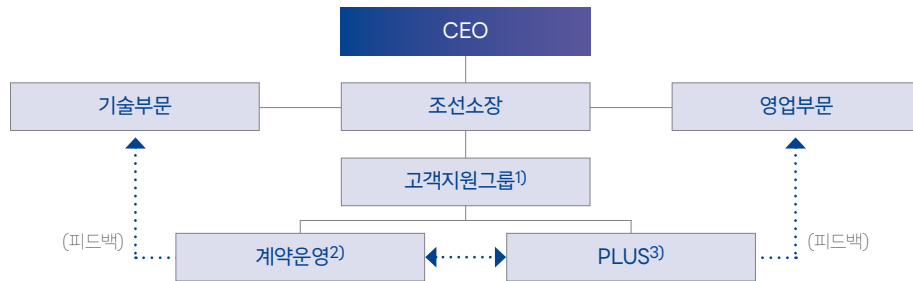 CEO
기술부문
조선소장
영업부문
고객지원그룹1)
(피드백)
(피드백)
계약운영2)
PLUS3)